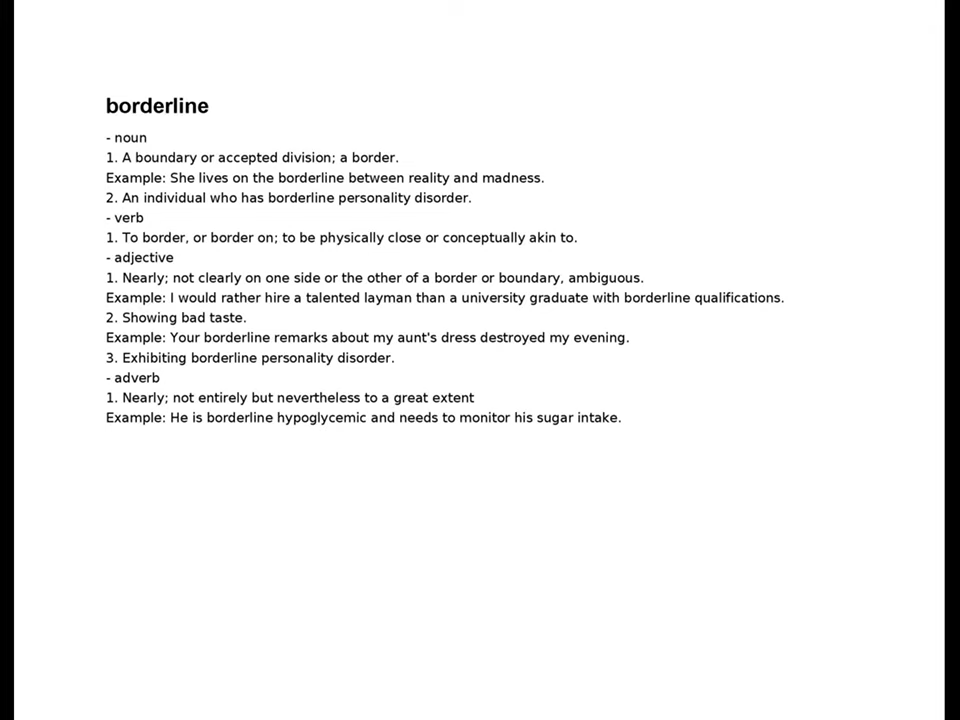 borderline
- noun
1. A boundary or accepted division; a border.
Example: She lives on the borderline between reality and madness.
2. An individual who has borderline personality disorder.
- verb
1. To border, or border on; to be physically close or conceptually akin to.
- adjective
1. Nearly; not clearly on one side or the other of a border or boundary, ambiguous.
Example: I would rather hire a talented layman than a university graduate with borderline qualifications.
2. Showing bad taste.
Example: Your borderline remarks about my aunt's dress destroyed my evening.
3. Exhibiting borderline personality disorder.
- adverb
1. Nearly; not entirely but nevertheless to a great extent
Example: He is borderline hypoglycemic and needs to monitor his sugar intake.